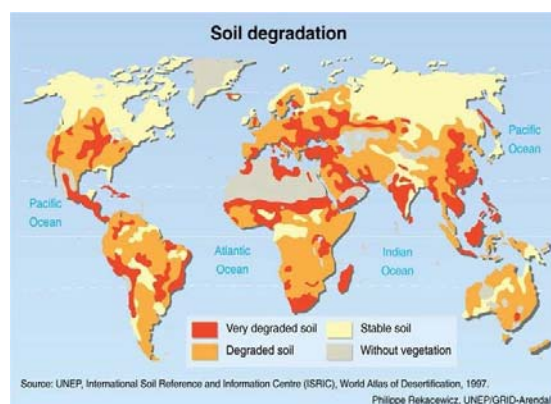 Soil degradation
Pacific
Ocean
Pacific
Ocean
Atlantic
Ocean
Indian
Ocean
Very degraded soil
Stable soil
Degraded soil
Without vegetation
Source: UNEP, International Soil Reference and Information Centre (ISRIC), World Atlas of Desertification, 1997.
Philippe Rekacewicz, UNEP/GRID-Arendal